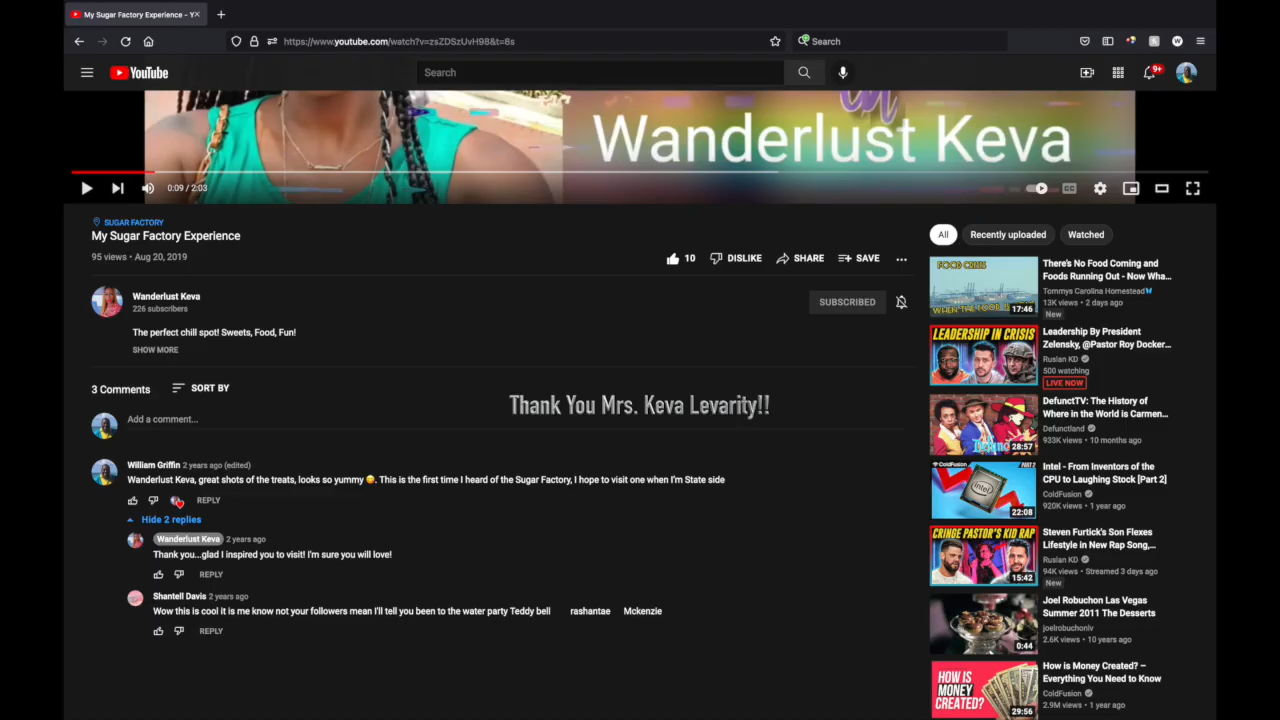 My Sugar Factory Experience - Y
https://www.youtube.com/watch?v=zsZDSzUvH98&t=8s
Search
YouTube
Search
9+
in
Wanderlust Keva
0:09 / 2:03
CC
SUGAR FACTORY
My Sugar Factory Experience
95 views • Aug 20, 2019
10 DISLIKE SHARE SAVE
Wanderlust Keva
226 subscribers
SUBSCRIBED
The perfect chill spot! Sweets, Food, Fun!
SHOW MORE
3 Comments SORT BY
Thank You Mrs. Keva Levarity!!
Add a comment...
William Griffin 2 years ago (edited)
Wanderlust Keva, great shots of the treats, looks so yummy 😋. This is the first time I heard of the Sugar Factory, I hope to visit one when I'm State side
REPLY
Hide 2 replies
Wanderlust Keva 2 years ago
Thank you...glad I inspired you to visit! I'm sure you will love!
REPLY
Shantell Davis 2 years ago
Wow this is cool it is me know not your followers mean I'll tell you been to the water party Teddy bell rashantae Mckenzie
REPLY
All Recently uploaded Watched
FOOD CRISIS
17:46
There's No Food Coming and
Foods Running Out - Now Wha...
Tommys Carolina Homestead
13K views • 2 days ago
New
LEADERSHIP IN CRISIS
Leadership By President
Zelensky, @Pastor Roy Docker...
Ruslan KD
500 watching
LIVE NOW
28:57
DefunctTV: The History of
Where in the World is Carmen...
Defunctland
933K views • 10 months ago
ColdFusion
PART 2
intel
22:08
Intel - From Inventors of the
CPU to Laughing Stock [Part 2]
ColdFusion
920K views • 1 year ago
CRINGE PASTOR'S KID RAP
15:42
Steven Furtick's Son Flexes
Lifestyle in New Rap Song,...
Ruslan KD
94K views • Streamed 3 days ago
New
0:44
Joel Robuchon Las Vegas
Summer 2011 The Desserts
joelrobuchonlv
2.6K views • 10 years ago
HOW IS
MONEY
CREATED?
29:56
How is Money Created? –
Everything You Need to Know
ColdFusion
2.9M views • 1 year ago